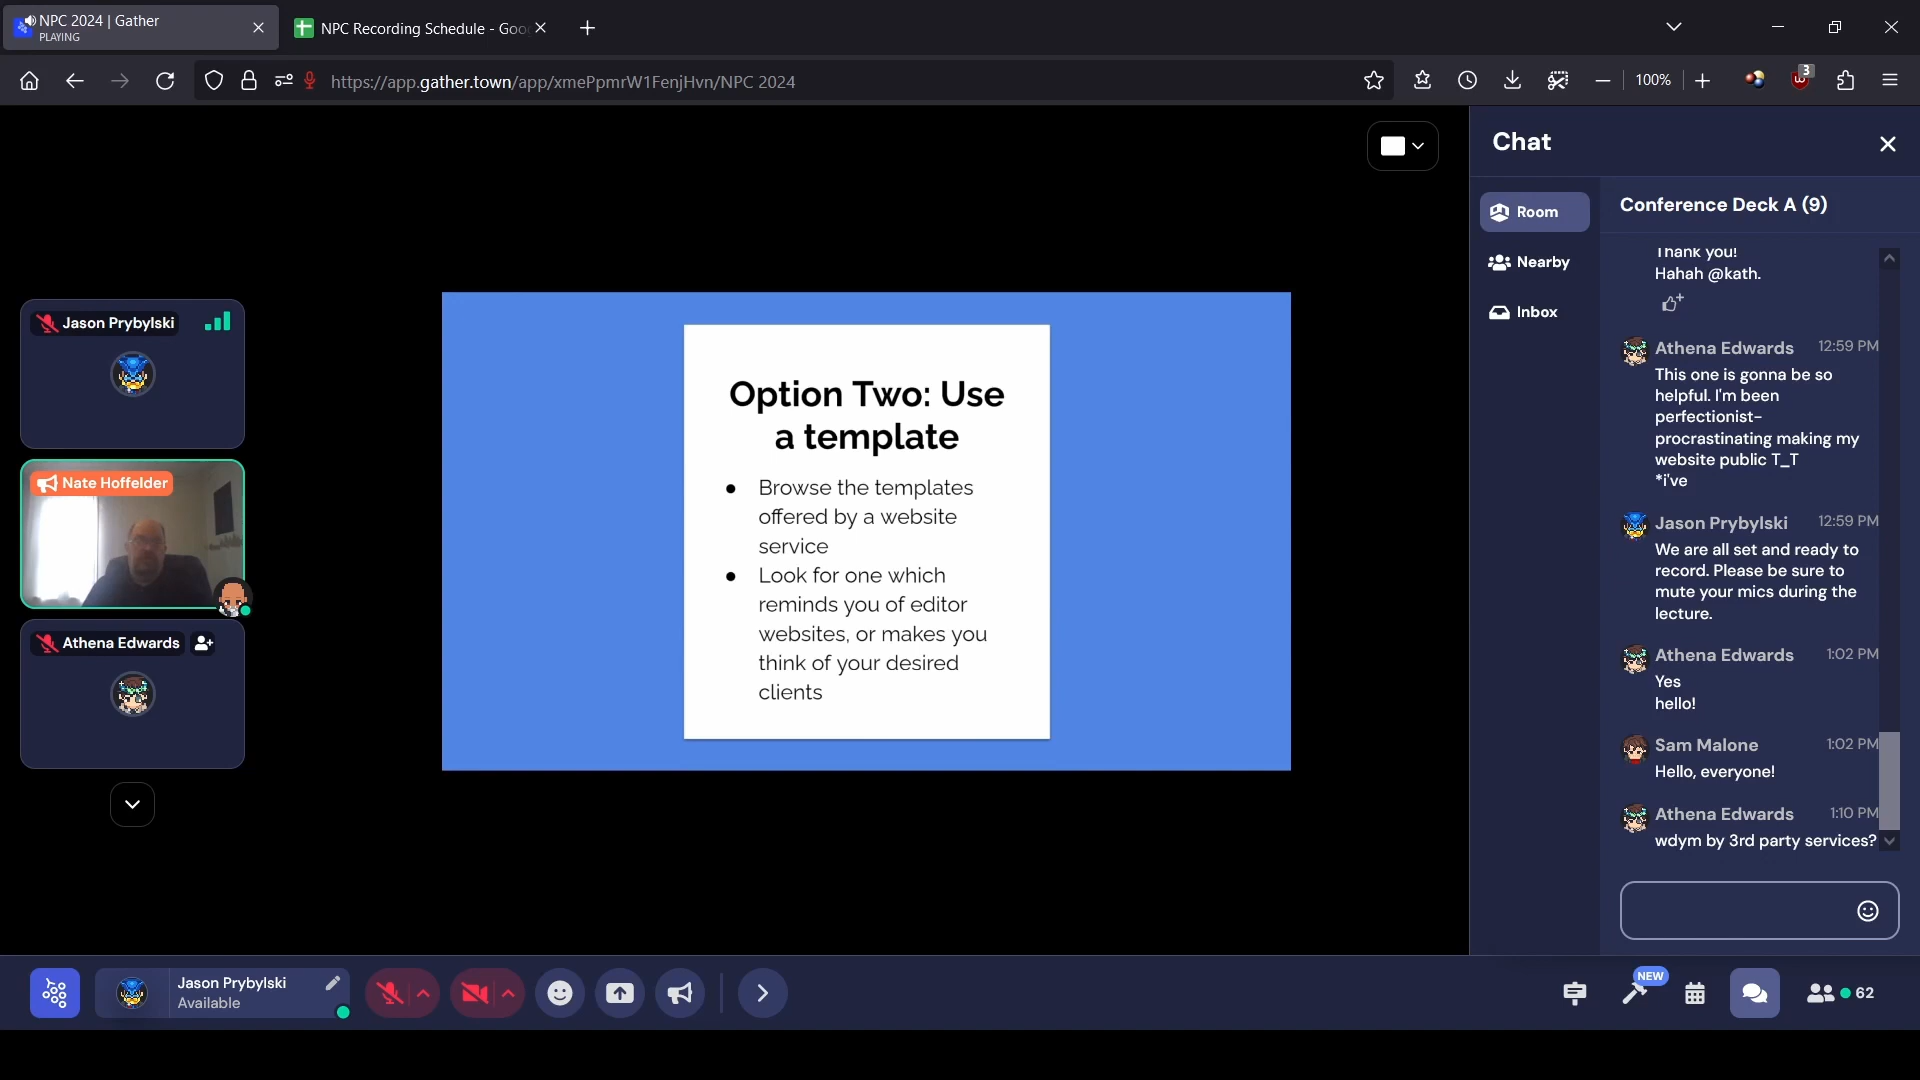 NPC 2024 | Gather
PLAYING
NPC Recording Schedule - Goo
https://app.gather.town/app/xmePpmrW1FenjHvn/NPC 2024
100%
3
Jason Prybylski
Nate Hoffelder
Athena Edwards
Option Two: Use
a template
● Browse the templates
offered by a website
service
● Look for one which
reminds you of editor
websites, or makes you
think of your desired
clients
Chat
Room
Nearby
Inbox
Conference Deck A (9)
Thank you!
Hahah @kath.
Athena Edwards 12:59 PM
This one is gonna be so
helpful. I'm been
perfectionist-
procrastinating making my
website public T_T
*i've
Jason Prybylski 12:59 PM
We are all set and ready to
record. Please be sure to
mute your mics during the
lecture.
Athena Edwards 1:02 PM
Yes
hello!
Sam Malone 1:02 PM
Hello, everyone!
Athena Edwards 1:10 PM
wdym by 3rd party services?
Jason Prybylski
Available
NEW
62